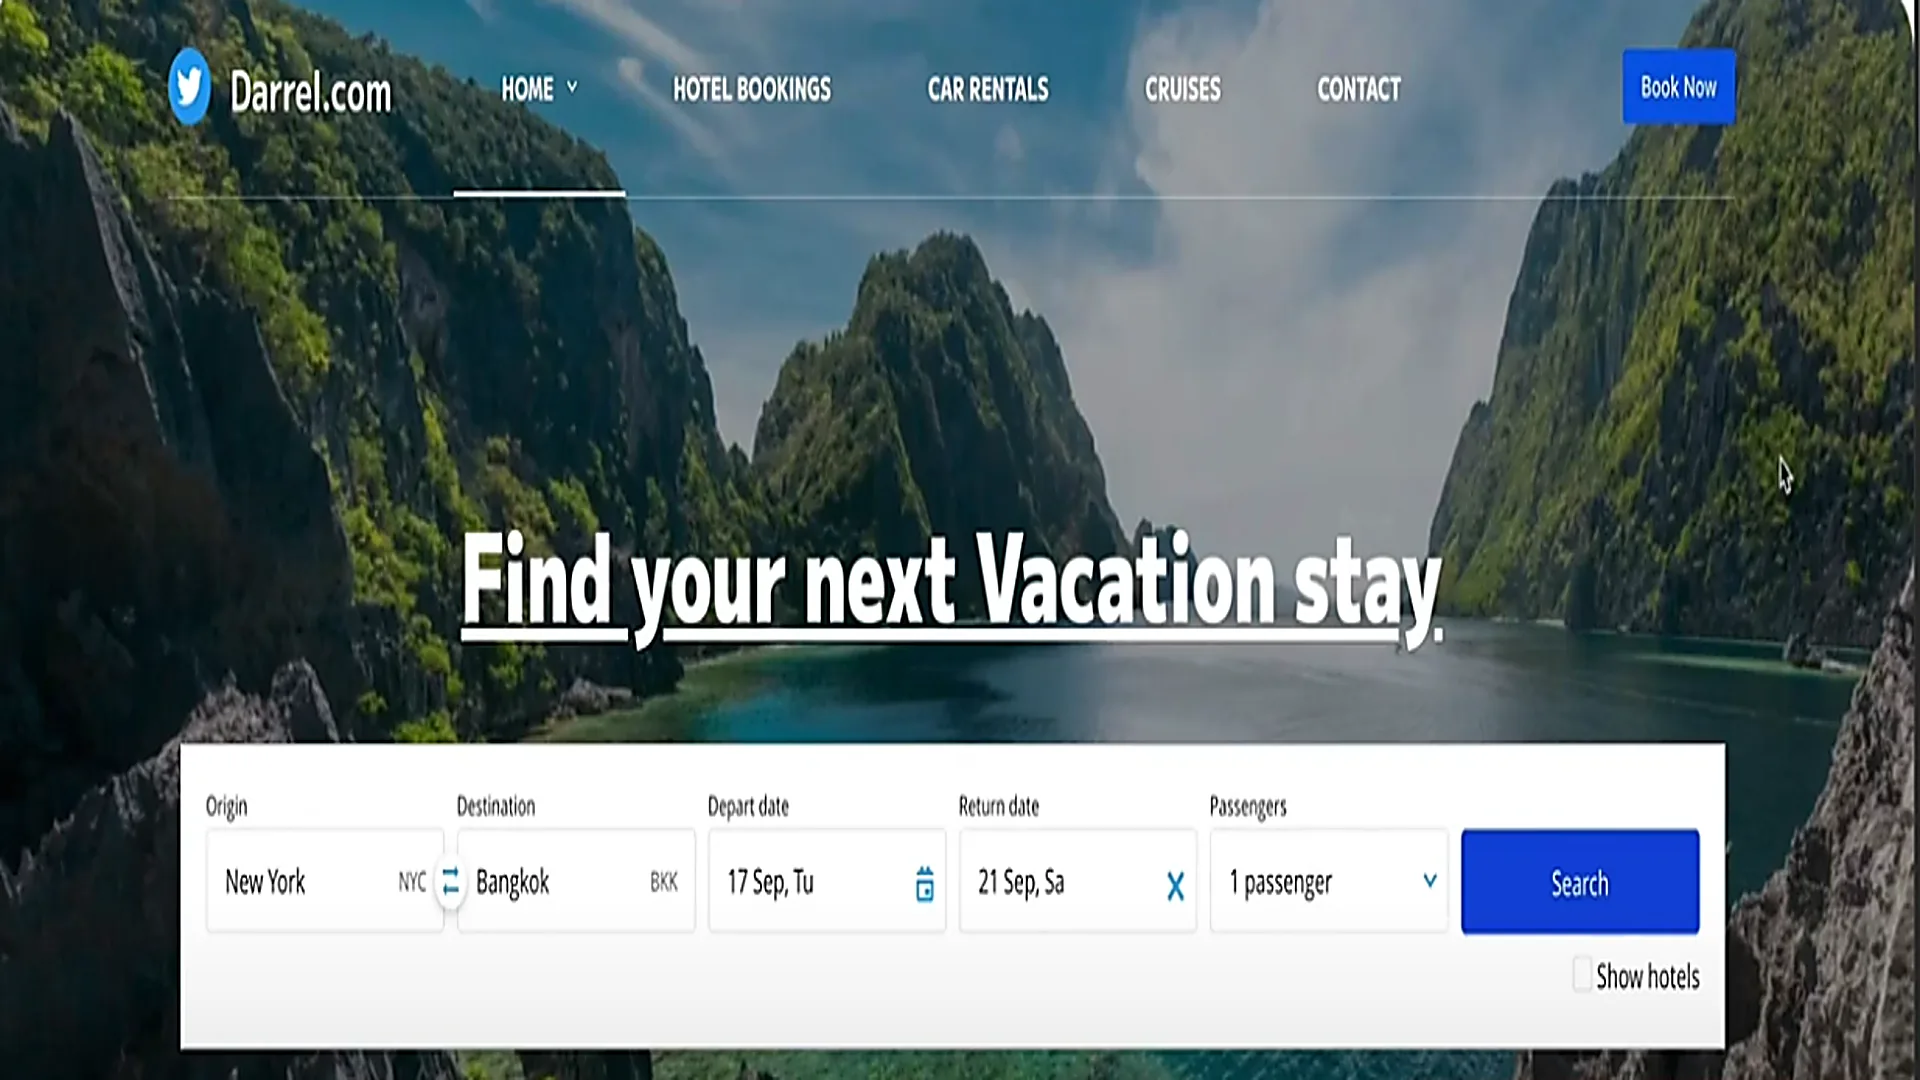 Darrel.com
HOME
HOTEL BOOKINGS
CAR RENTALS
CRUISES
CONTACT
Book Now
Find your next Vacation stay.
Origin
Destination
Depart date
Return date
Passengers
New York NYC
Bangkok BKK
17 Sep, Tu
21 Sep, Sa
1 passenger
Search
Show hotels